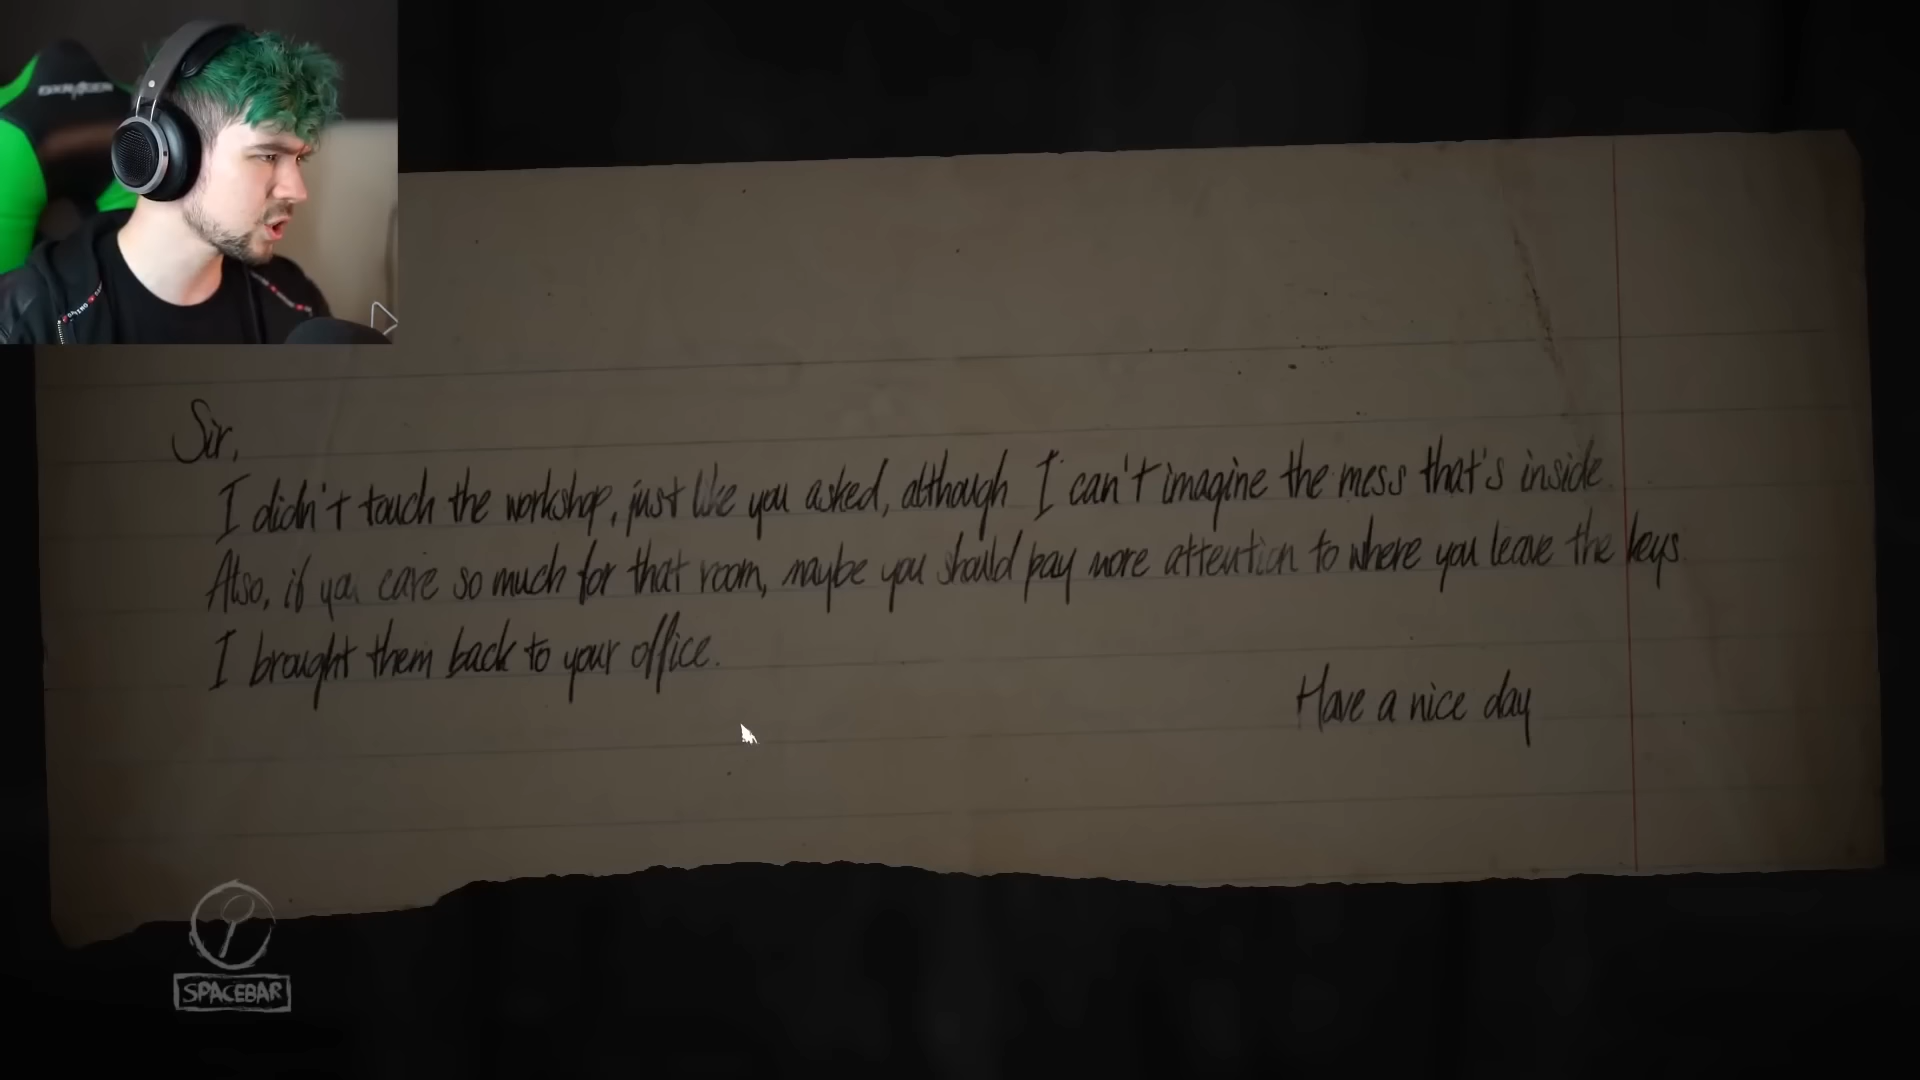 DXRACER
Sir,
I didn't touch the workshop, just like you asked, although I can't imagine the mess that's inside.
Also, if you care so much for that room, maybe you should pay more attention to where you leave the keys.
I brought them back to your office.
Have a nice day
SPACEBAR